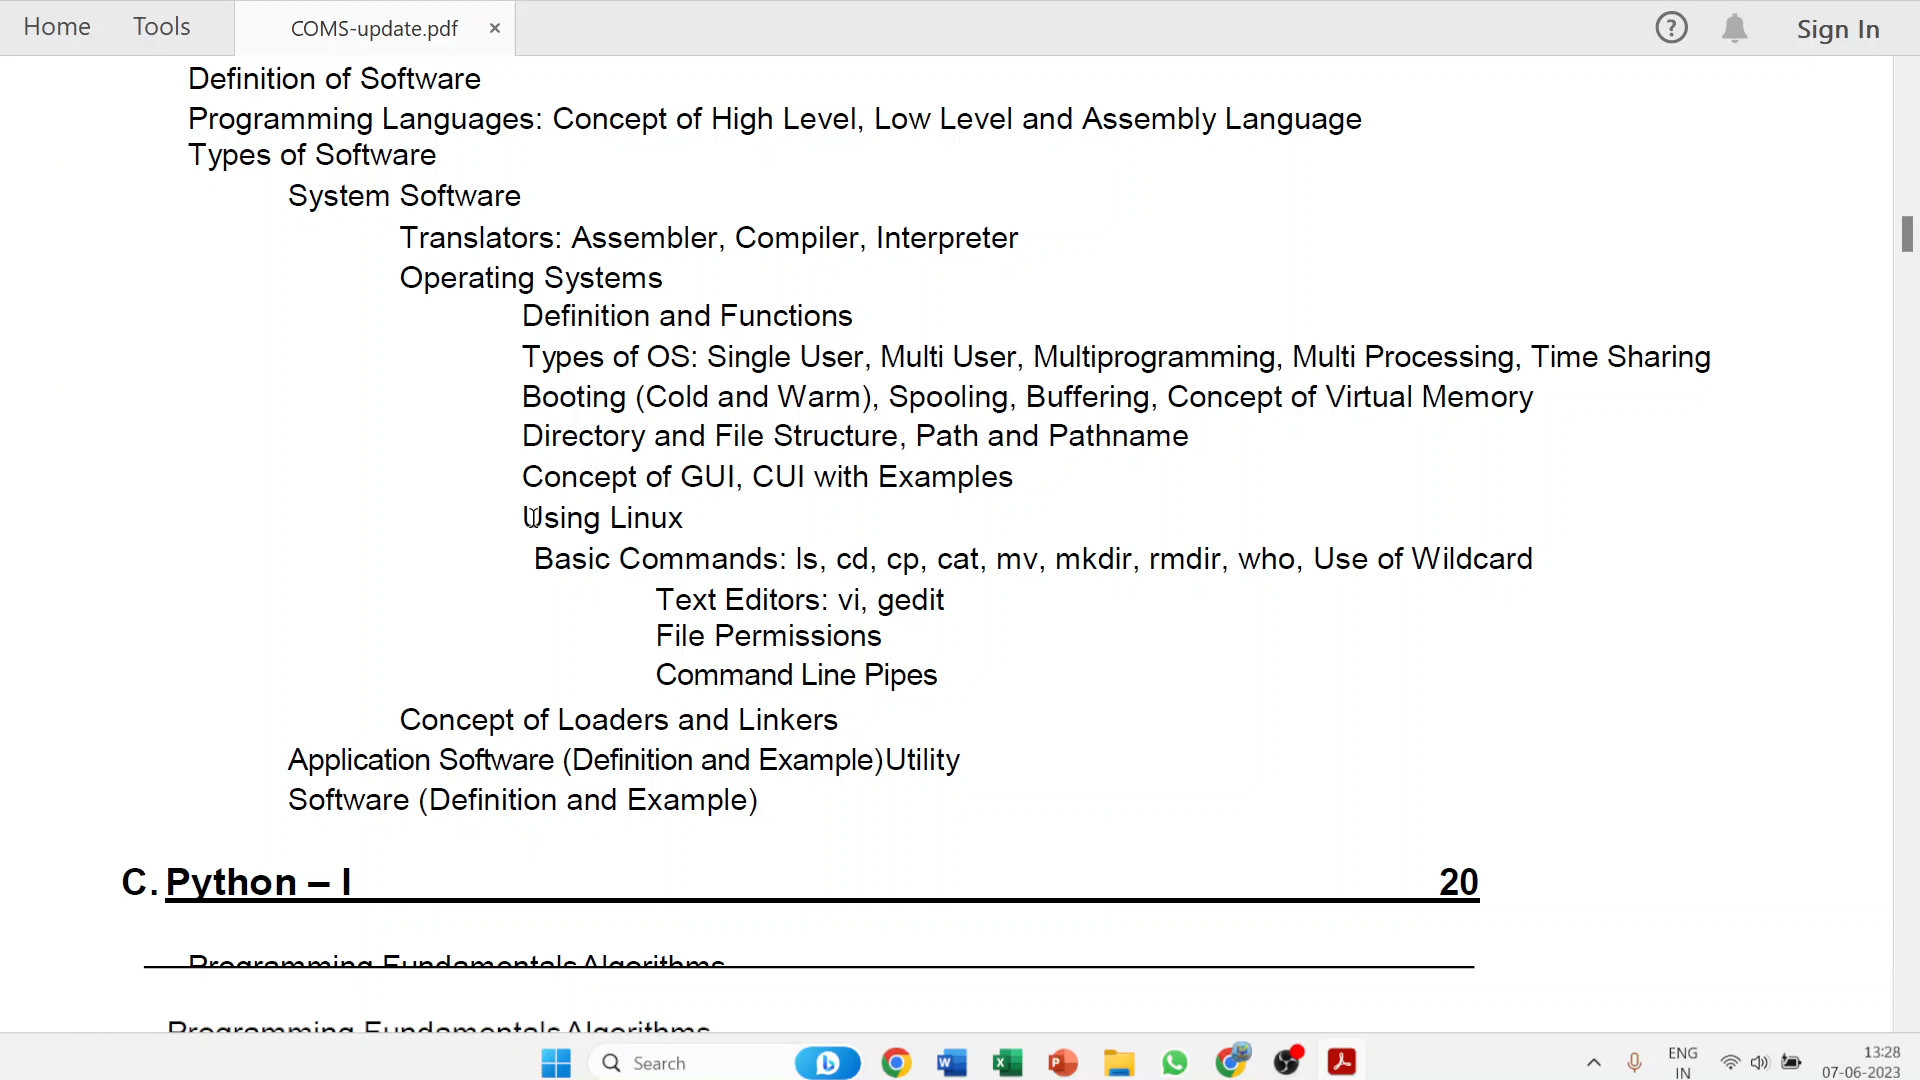 Home Tools COMS-update.pdf × ? Sign In
Definition of Software
Programming Languages: Concept of High Level, Low Level and Assembly Language
Types of Software
System Software
Translators: Assembler, Compiler, Interpreter
Operating Systems
Definition and Functions
Types of OS: Single User, Multi User, Multiprogramming, Multi Processing, Time Sharing
Booting (Cold and Warm), Spooling, Buffering, Concept of Virtual Memory
Directory and File Structure, Path and Pathname
Concept of GUI, CUI with Examples
Using Linux
Basic Commands: ls, cd, cp, cat, mv, mkdir, rmdir, who, Use of Wildcard
Text Editors: vi, gedit
File Permissions
Command Line Pipes
Concept of Loaders and Linkers
Application Software (Definition and Example)Utility
Software (Definition and Example)
C. Python – I 20
Programming Fundamentals Algorithms
Programming Fundamentals Algorithms
Search
ENG
IN
13:28
07-06-2023